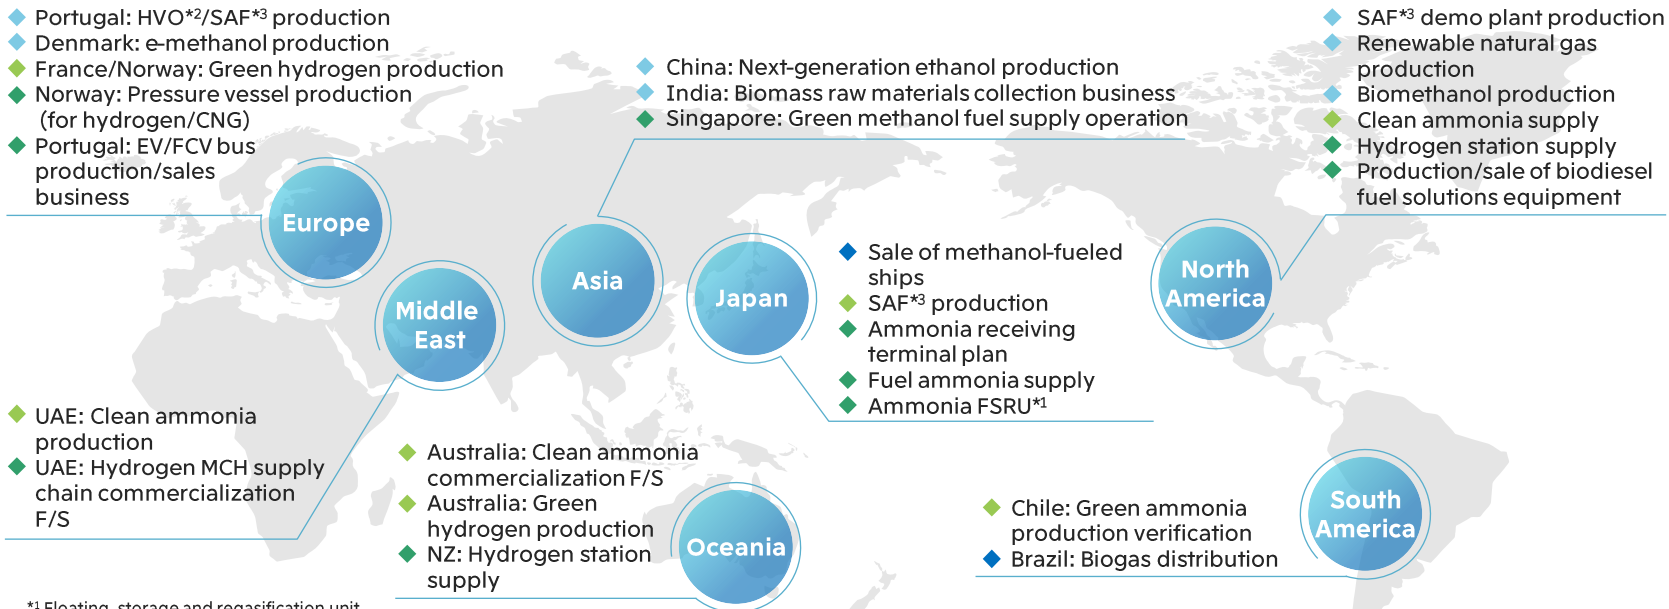 Portugal: HVO*2/SAF*3 production
Denmark: e-methanol production
France/Norway: Green hydrogen production
Norway: Pressure vessel production
(for hydrogen/CNG)
Portugal: EV/FCV bus
production/sales
business
Europe
China: Next-generation ethanol production
India: Biomass raw materials collection business
Singapore: Green methanol fuel supply operation
Asia
SAF*3 demo plant production
Renewable natural gas
production
Biomethanol production
Clean ammonia supply
Hydrogen station supply
Production/sale of biodiesel
fuel solutions equipment
North
America
Middle
East
UAE: Clean ammonia
production
UAE: Hydrogen MCH supply
chain commercialization
F/S
Japan
Sale of methanol-fueled
ships
SAF*3 production
Ammonia receiving
terminal plan
Fuel ammonia supply
Ammonia FSRU*1
Australia: Clean ammonia
commercialization F/S
Australia: Green
hydrogen production
NZ: Hydrogen station
supply
Oceania
Chile: Green ammonia
production verification
Brazil: Biogas distribution
South
America
*1 Floating, storage and regasification unit